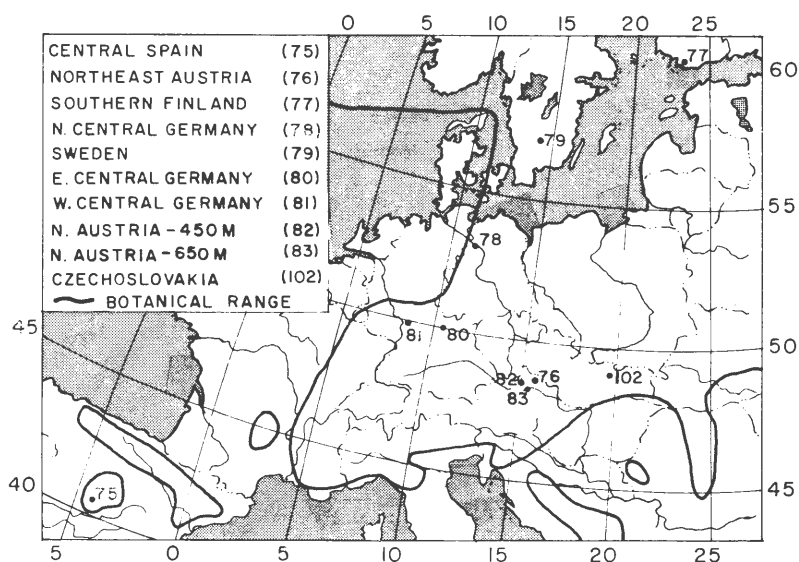 0 5 10 15 20 25
CENTRAL SPAIN (75)
NORTHEAST AUSTRIA (76)
SOUTHERN FINLAND (77)
N. CENTRAL GERMANY (78)
SWEDEN (79)
E. CENTRAL GERMANY (80)
W. CENTRAL GERMANY (81)
N. AUSTRIA-450 M (82)
N. AUSTRIA-650 M (83)
CZECHOSLOVAKIA (102)
BOTANICAL RANGE
77
60
79
55
78
45
81 80
50
82 76 102
83
40
75
45
5 0 5 10 15 20 25